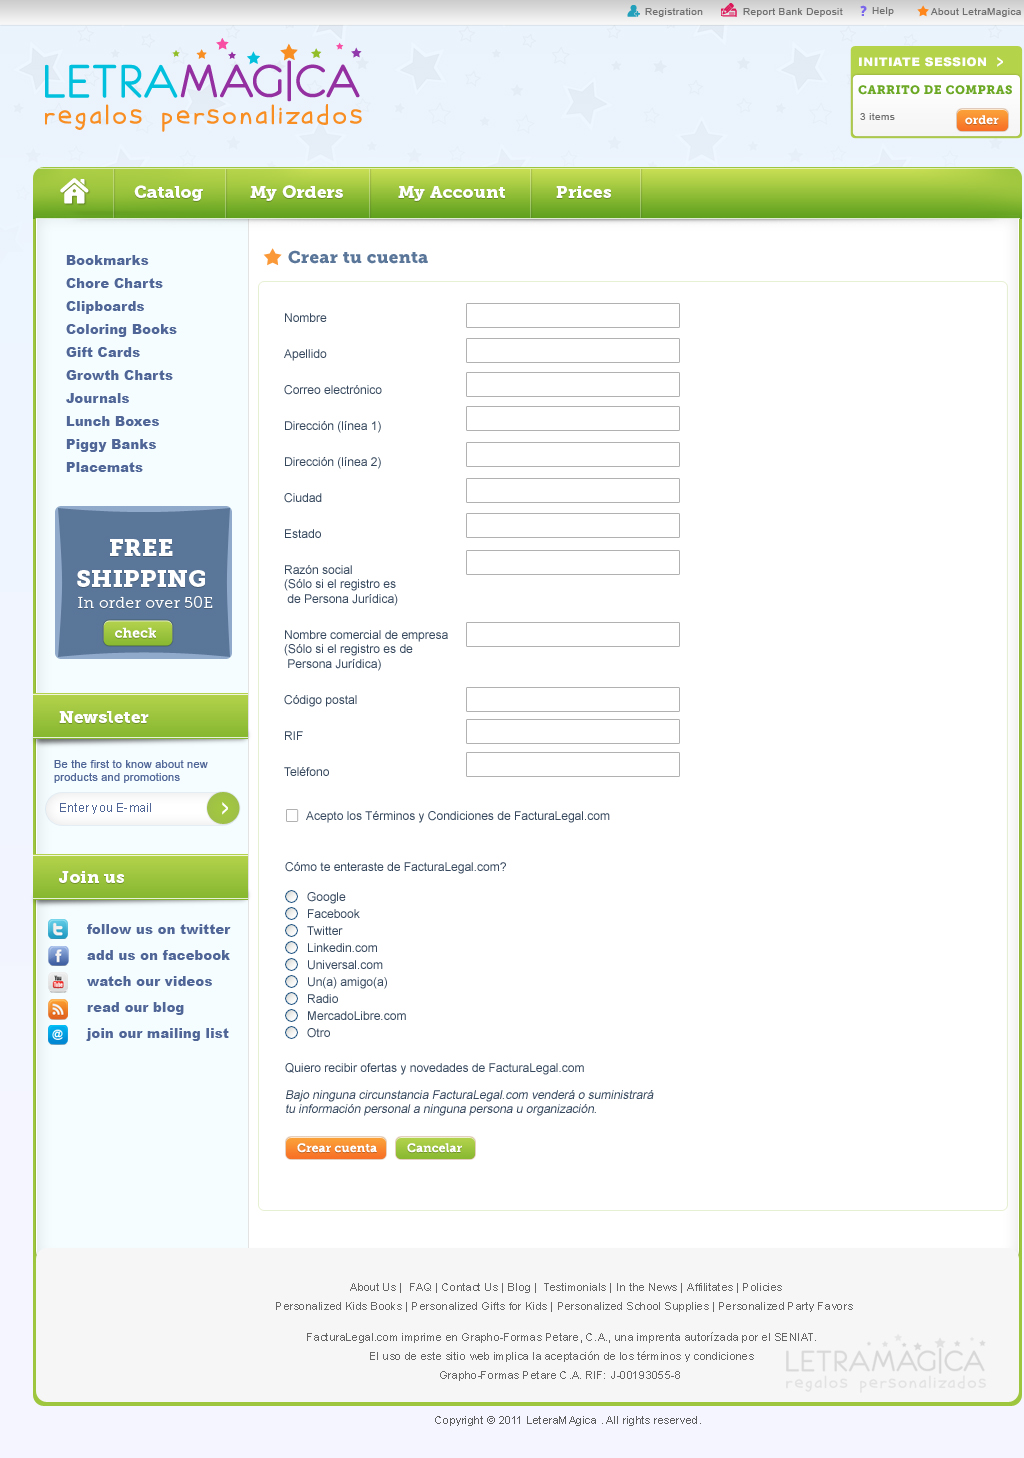 Registration Report Bank Deposit ? Help About LetraMagica
LETRAMAGICA
regalos personalizados
INITIATE SESSION >
CARRITO DE COMPRAS
3 items
order
Catalog My Orders My Account Prices
Bookmarks
Chore Charts
Clipboards
Coloring Books
Gift Cards
Growth Charts
Journals
Lunch Boxes
Piggy Banks
Placemats
FREE
SHIPPING
In order over 50E
check
Newsleter
Be the first to know about new
products and promotions
Enter you E-mail
Join us
follow us on twitter
add us on facebook
watch our videos
read our blog
join our mailing list
Crear tu cuenta
Nombre
Apellido
Correo electrónico
Dirección (línea 1)
Dirección (línea 2)
Ciudad
Estado
Razón social
(Sólo si el registro es
de Persona Jurídica)
Nombre comercial de empresa
(Sólo si el registro es de
Persona Jurídica)
Código postal
RIF
Teléfono
Acepto los Términos y Condiciones de FacturaLegal.com
Cómo te enteraste de FacturaLegal.com?
Google
Facebook
Twitter
Linkedin.com
Universal.com
Un(a) amigo(a)
Radio
MercadoLibre.com
Otro
Quiero recibir ofertas y novedades de FacturaLegal.com
Bajo ninguna circunstancia FacturaLegal.com venderá o suministrará
tu información personal a ninguna persona u organización.
Crear cuenta Cancelar
About Us | FAQ | Contact Us | Blog | Testimonials | In the News | Affilitates | Policies
Personalized Kids Books | Personalized Gifts for Kids | Personalized School Supplies | Personalized Party Favors
FacturaLegal.com imprime en Grapho-Formas Petare, C.A., una imprenta autorízada por el SENIAT.
El uso de este sitio web implica la aceptación de los términos y condiciones
Grapho-Formas Petare C.A. RIF: J-00193055-8
LETRAMAGICA
regalos personalizados
Copyright © 2011 LeteraMAgica . All rights reserved.